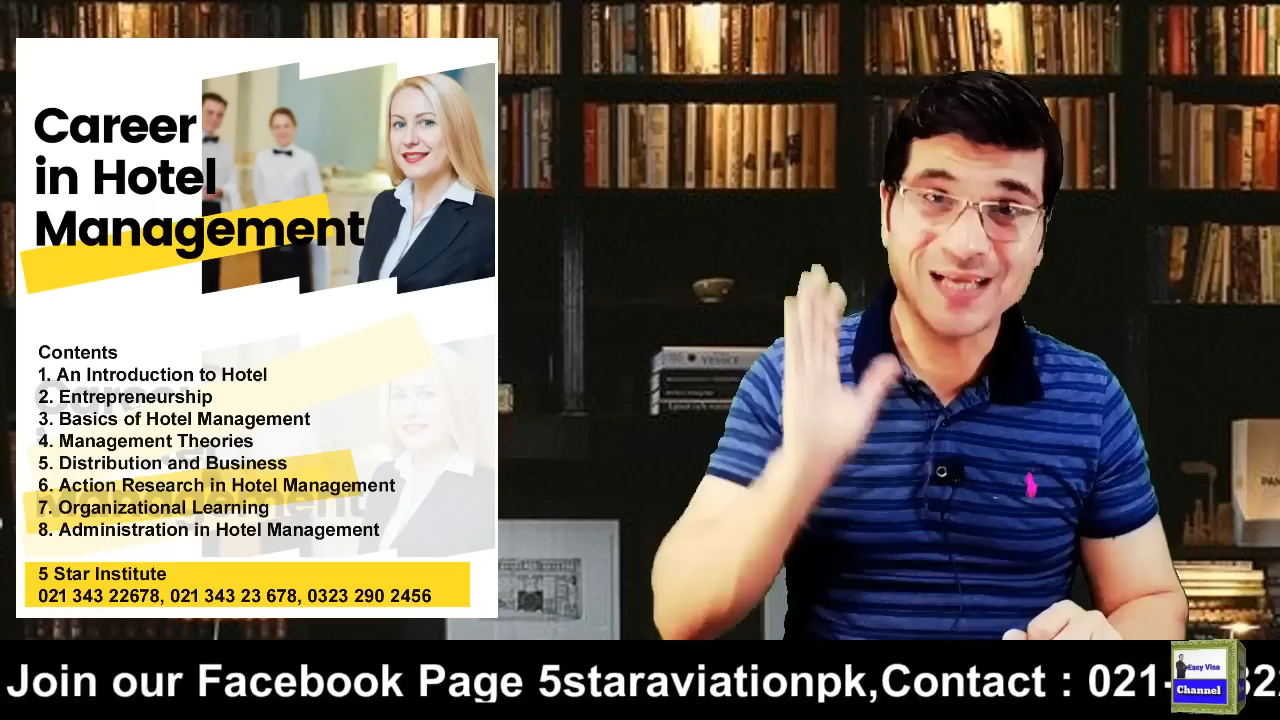 Career
in Hotel
Management
Contents
1. An Introduction to Hotel
2. Entrepreneurship
3. Basics of Hotel Management
4. Management Theories
5. Distribution and Business
6. Action Research in Hotel Management
7. Organizational Learning
8. Administration in Hotel Management
5 Star Institute
021 343 22678, 021 343 23 678, 0323 290 2456
Join our Facebook Page 5staraviationpk,Contact : 021-
Easy Visa
Channel